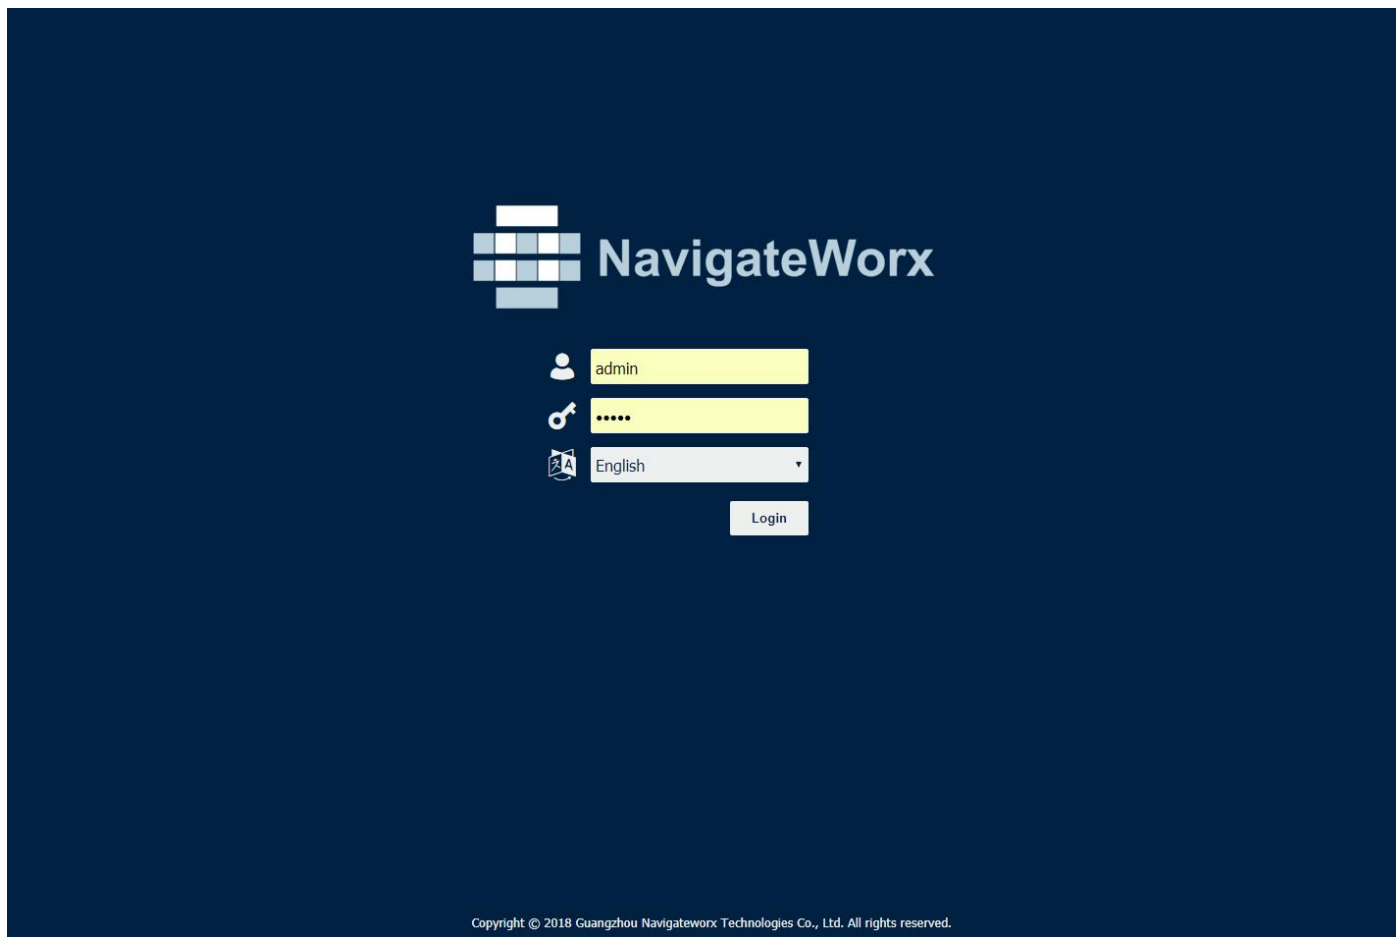 NavigateWorx
admin
•••••
English
Login
Copyright © 2018 Guangzhou Navigateworx Technologies Co., Ltd. All rights reserved.